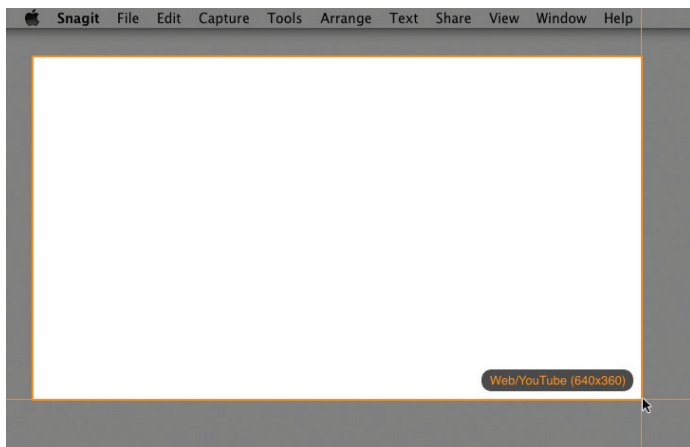 Snagit File Edit Capture Tools Arrange Text Share View Window Help
Web/YouTube (640x360)